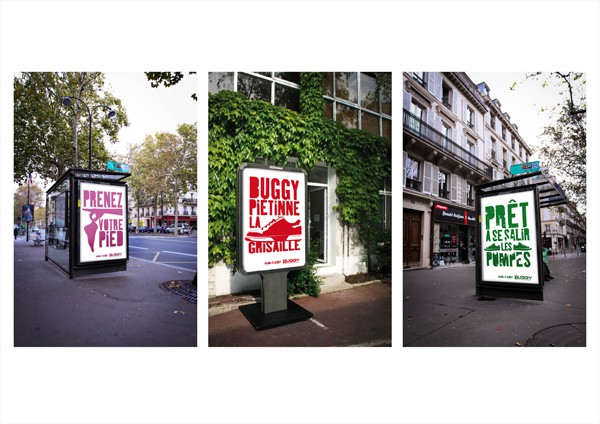 PRENEZ
VOTRE
PIED
BUGGY
BUGGY
PIÉTINNE
LA
GRISAILLE
BUGGY
PRÊT
A SE SALIR
LES
POMPES
BUGGY